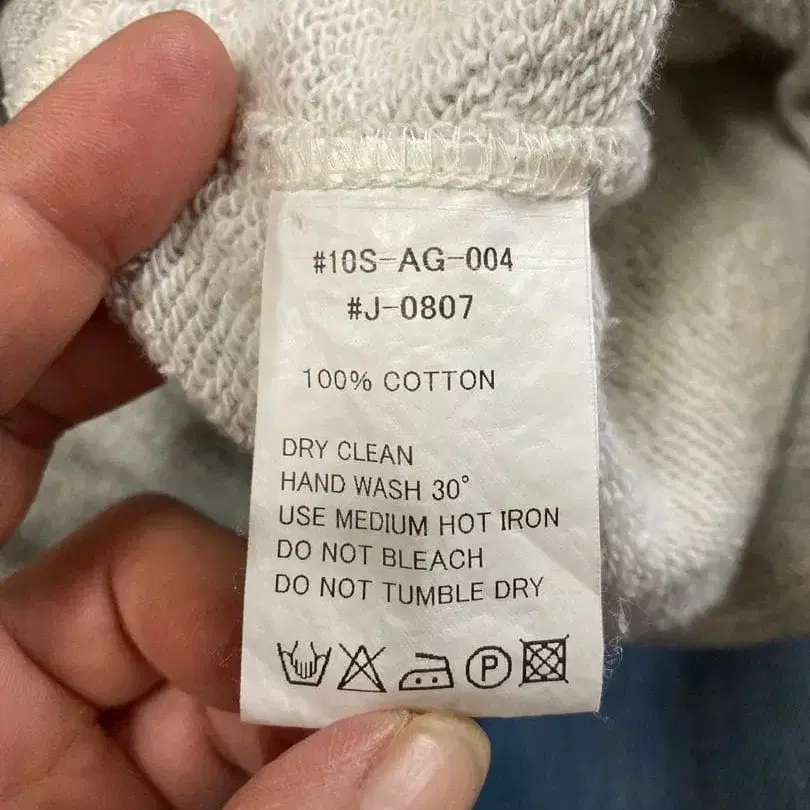 #10S-AG-004
#J-0807
100% COTTON
DRY CLEAN
HAND WASH 30°
USE MEDIUM HOT IRON
DO NOT BLEACH
DO NOT TUMBLE DRY
P